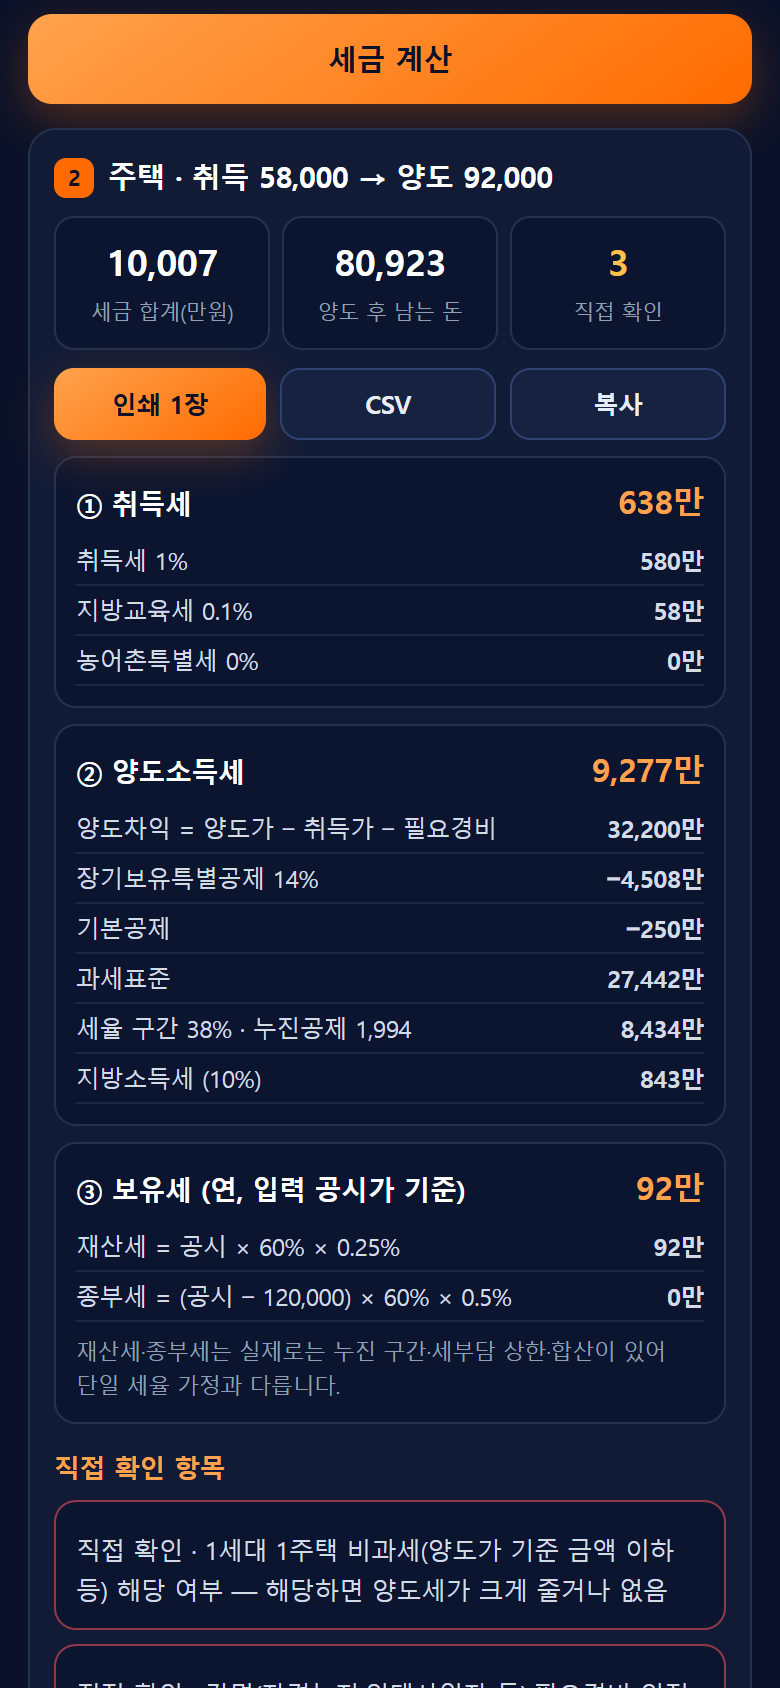 세금 계산
2 주택 · 취득 58,000 → 양도 92,000
10,007 80,923 3
세금 합계(만원) 양도 후 남는 돈 직접 확인
인쇄 1장 CSV 복사
① 취득세 638만
취득세 1% 580만
지방교육세 0.1% 58만
농어촌특별세 0% 0만
② 양도소득세 9,277만
양도차익 = 양도가 − 취득가 − 필요경비 32,200만
장기보유특별공제 14% −4,508만
기본공제 −250만
과세표준 27,442만
세율 구간 38% · 누진공제 1,994 8,434만
지방소득세 (10%) 843만
③ 보유세 (연, 입력 공시가 기준) 92만
재산세 = 공시 × 60% × 0.25% 92만
종부세 = (공시 − 120,000) × 60% × 0.5% 0만
재산세·종부세는 실제로는 누진 구간·세부담 상한·합산이 있어
단일 세율 가정과 다릅니다.
직접 확인 항목
직접 확인 · 1세대 1주택 비과세(양도가 기준 금액 이하
등) 해당 여부 — 해당하면 양도세가 크게 줄거나 없음